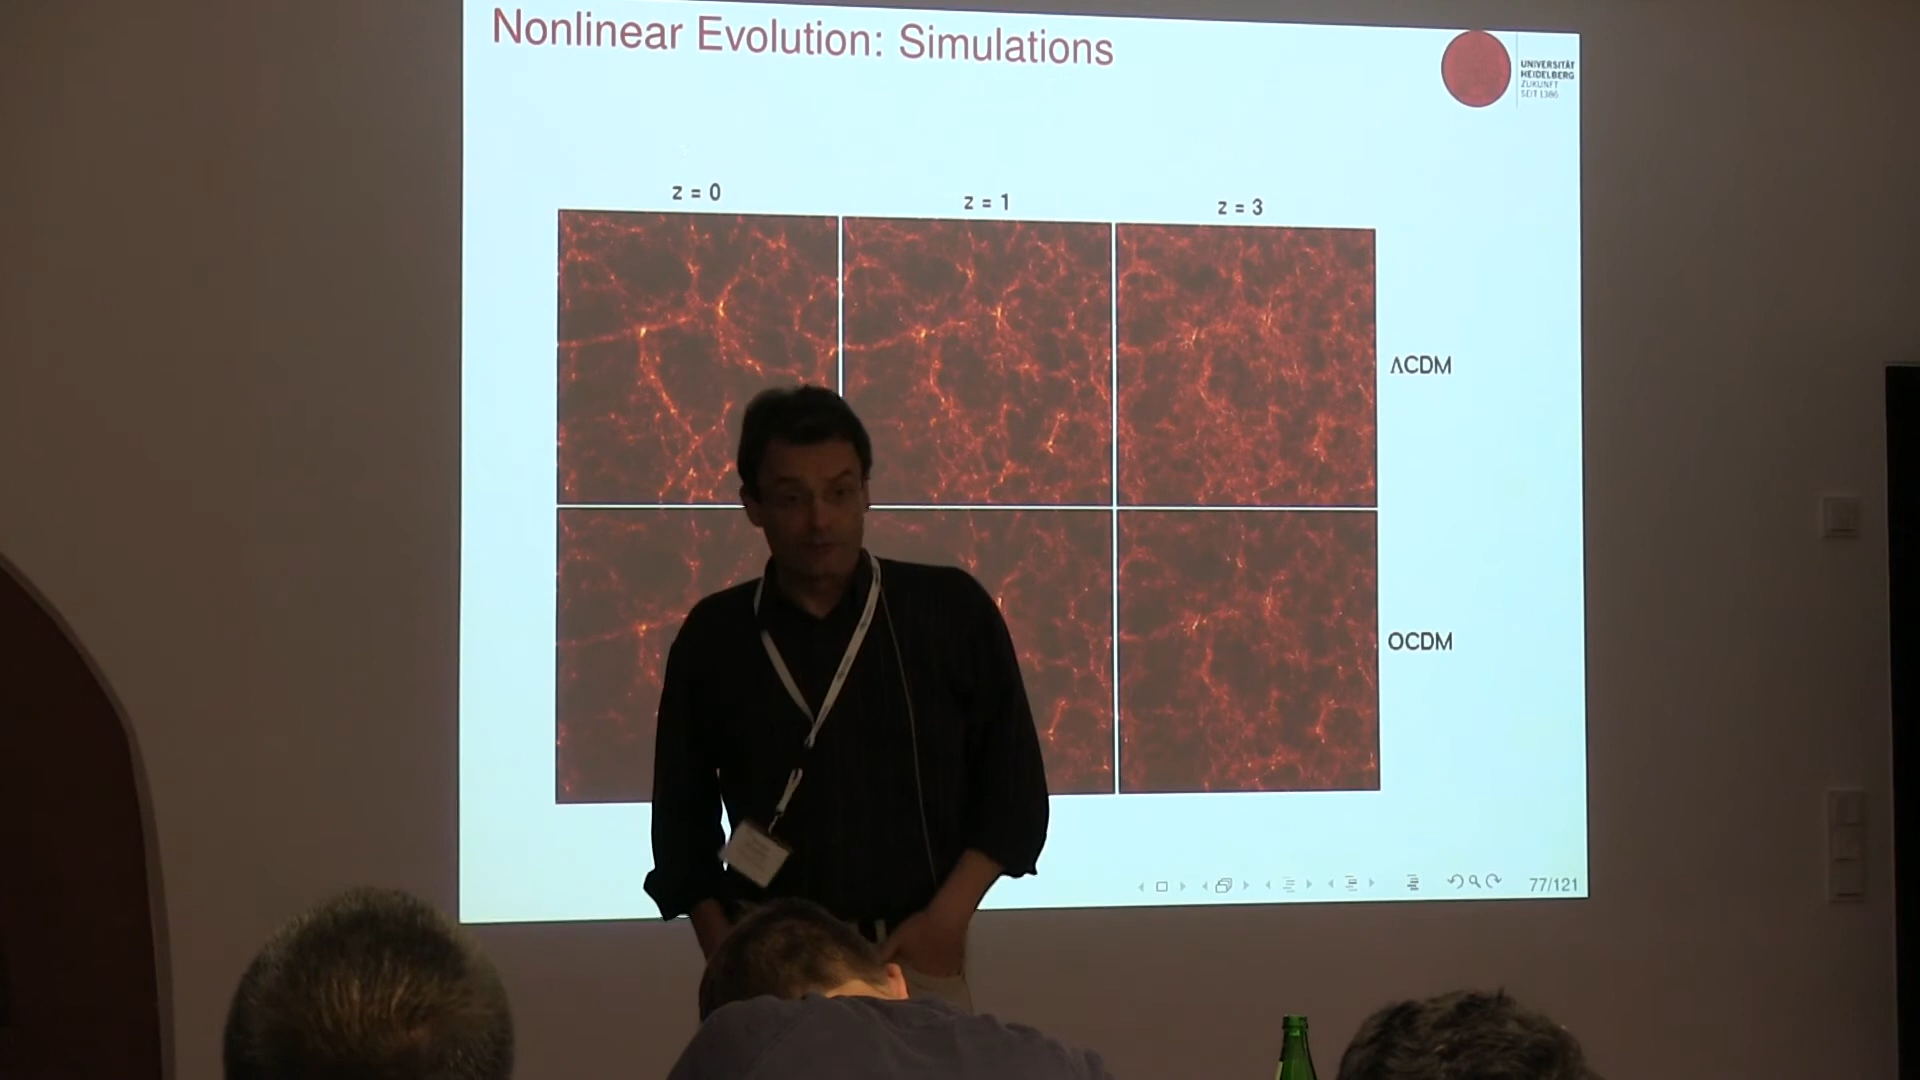 Nonlinear Evolution: Simulations
UNIVERSITÄT
HEIDELBERG
ZUKUNFT
SEIT 1386
z = 0
z = 1
z = 3
ΛCDM
OCDM
77/121